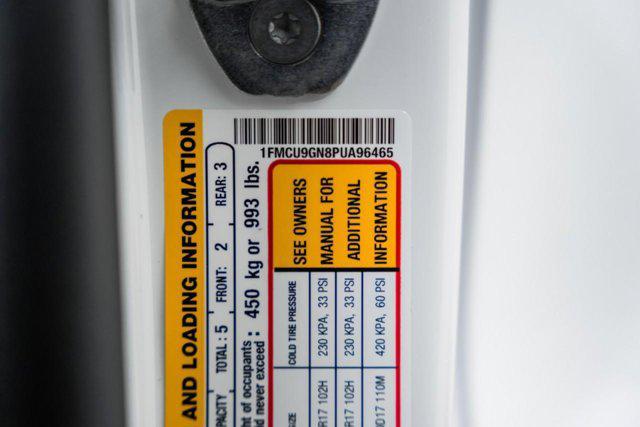 1FMCU9GN8PUA96465
AND LOADING INFORMATION
PACITY TOTAL: 5 FRONT: 2 REAR: 3
ht of occupants
ld never exceed: 450 kg or 993 lbs.
IZE COLD TIRE PRESSURE SEE OWNERS
R17 102H 230 KPA, 33 PSI MANUAL FOR
R17 102H 230 KPA, 33 PSI ADDITIONAL
D17 110M 420 KPA, 60 PSI INFORMATION